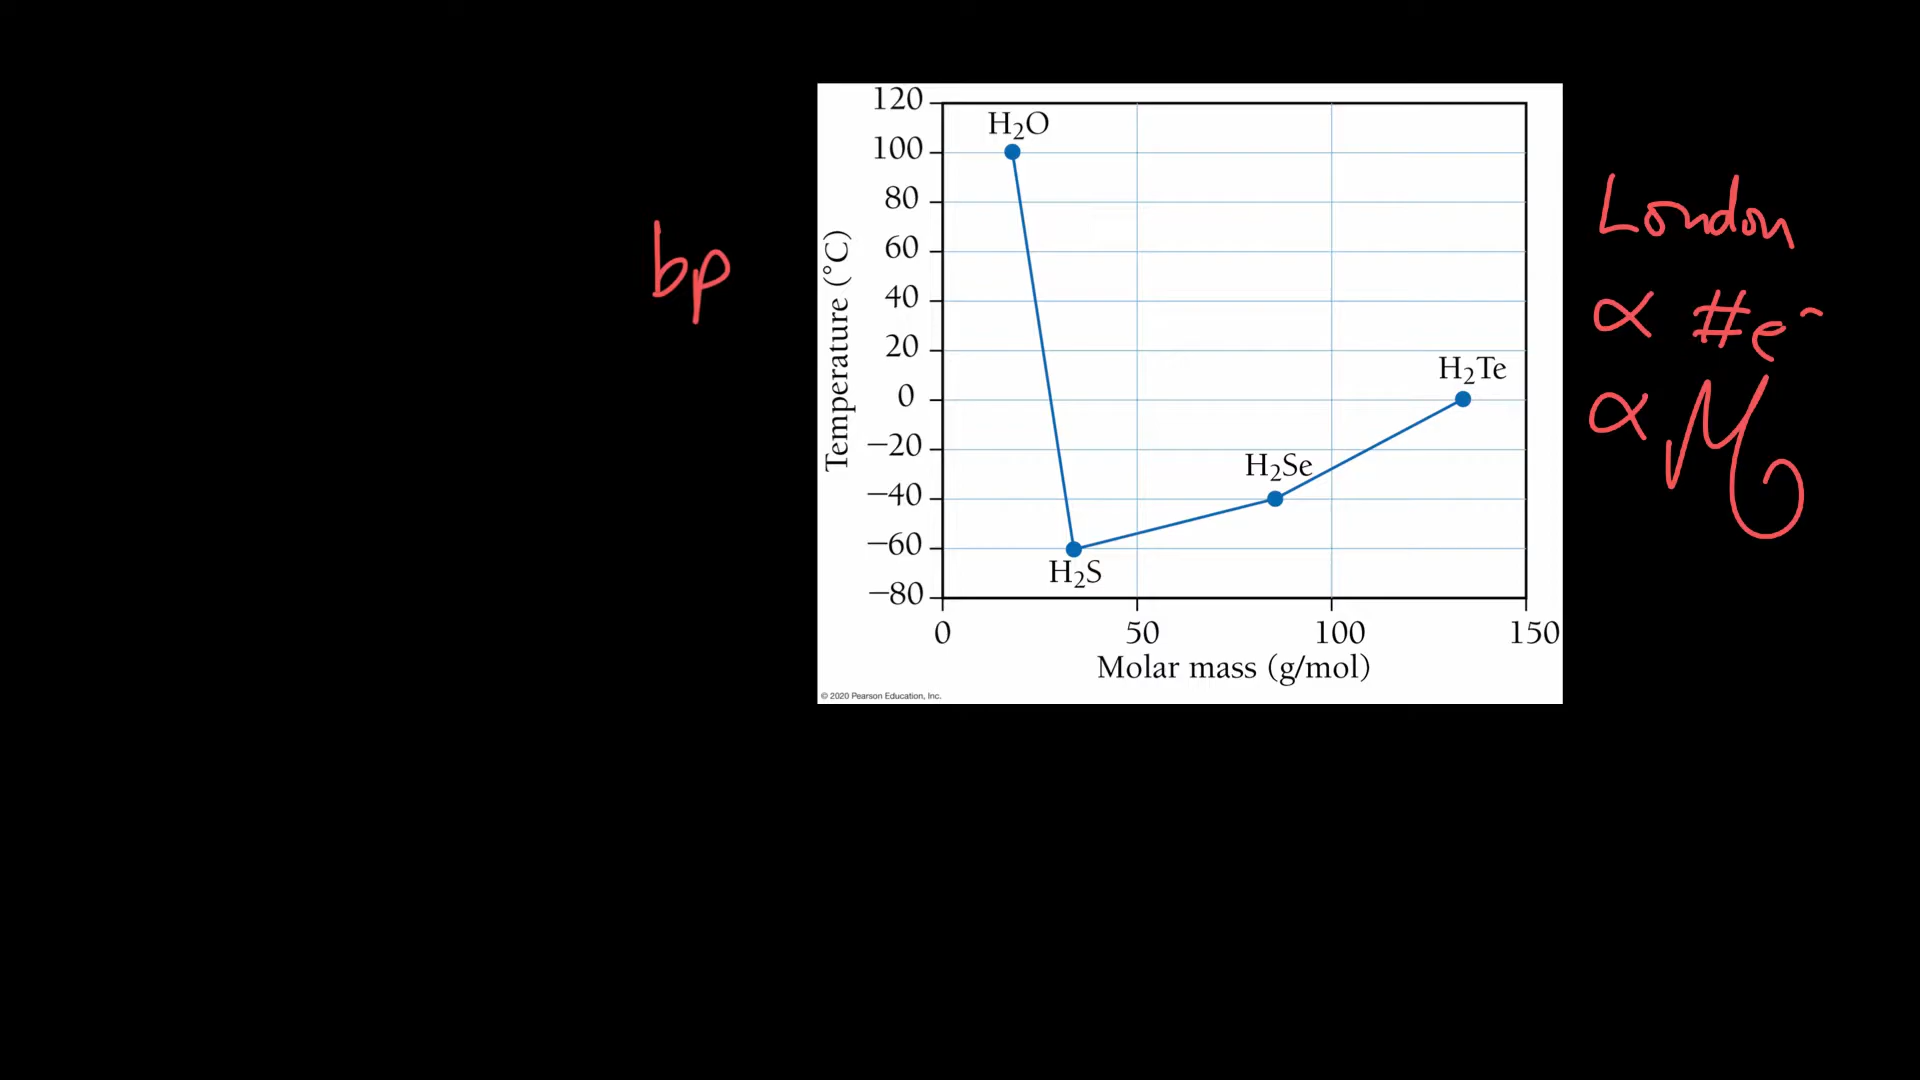 bp
120
100
80
60
40
20
0
−20
−40
−60
−80
Temperature (°C)
H₂O
H₂S
H₂Se
H₂Te
0 50 100 150
Molar mass (g/mol)
© 2020 Pearson Education, Inc.
London
∝ #e⁻
∝ M